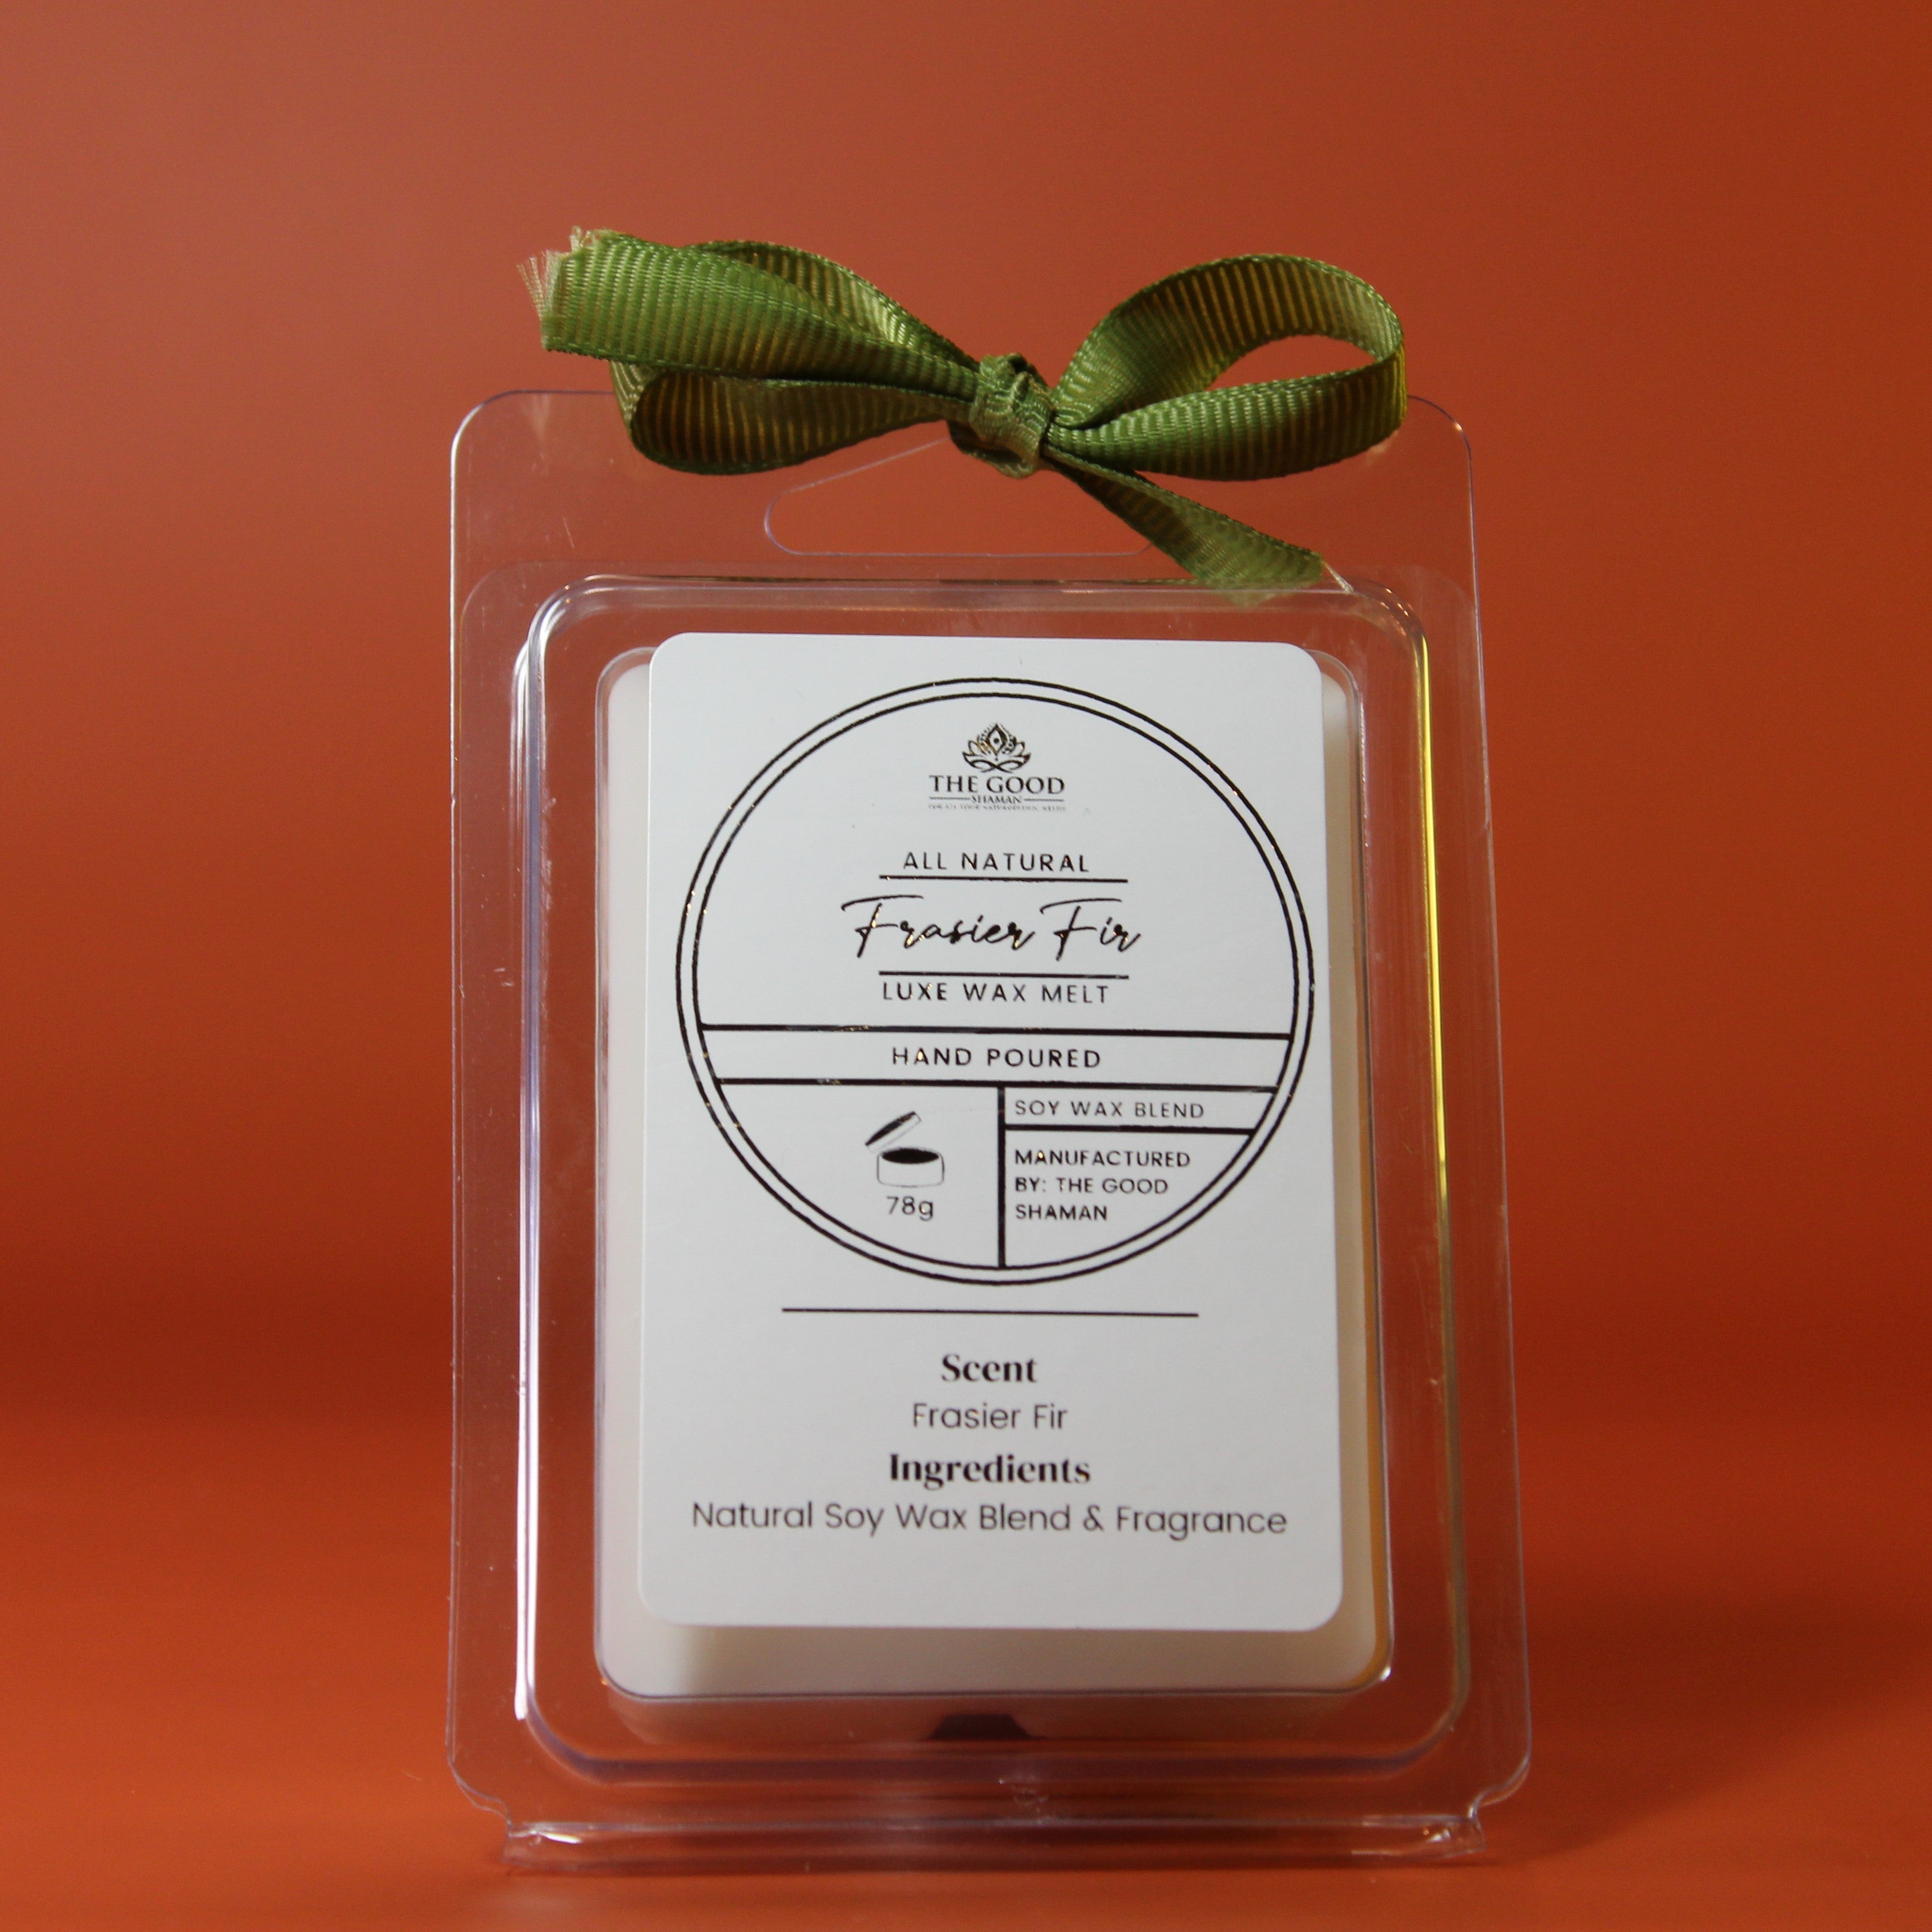 THE GOOD
SHAMAN
ALL NATURAL
Frasier Fir
LUXE WAX MELT
HAND POURED
78g
SOY WAX BLEND
MANUFACTURED
BY: THE GOOD
SHAMAN
Scent
Frasier Fir
Ingredients
Natural Soy Wax Blend & Fragrance